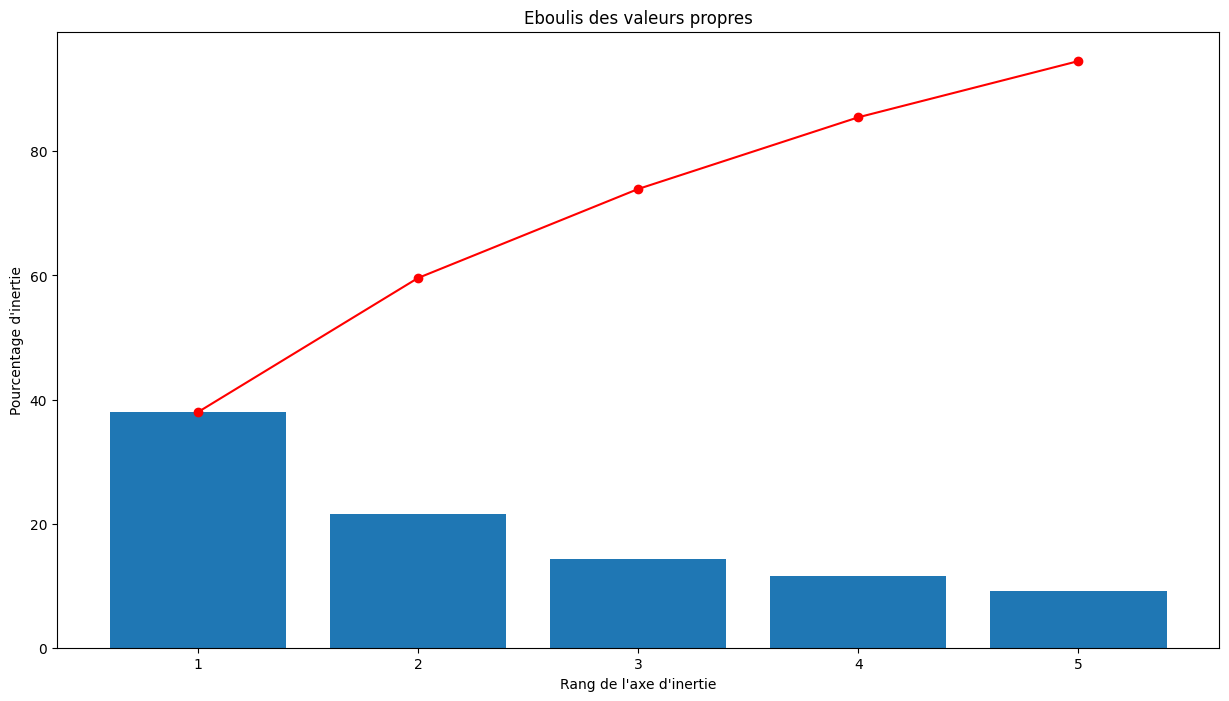 Eboulis des valeurs propres
Pourcentage d'inertie
80
60
40
20
0
1 2 3 4 5
Rang de l'axe d'inertie